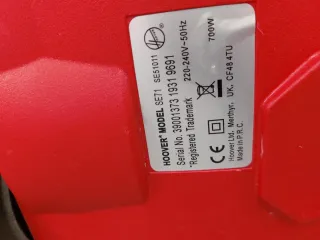 Hoover
HOOVER® MODEL SE71 SE51011
Serial No. 39001373 1931 9691
*Registered Trademark
220-240V~50Hz
700W
Hoover Ltd. Merthyr, UK, CF48 4TU
Made in P.R.C.